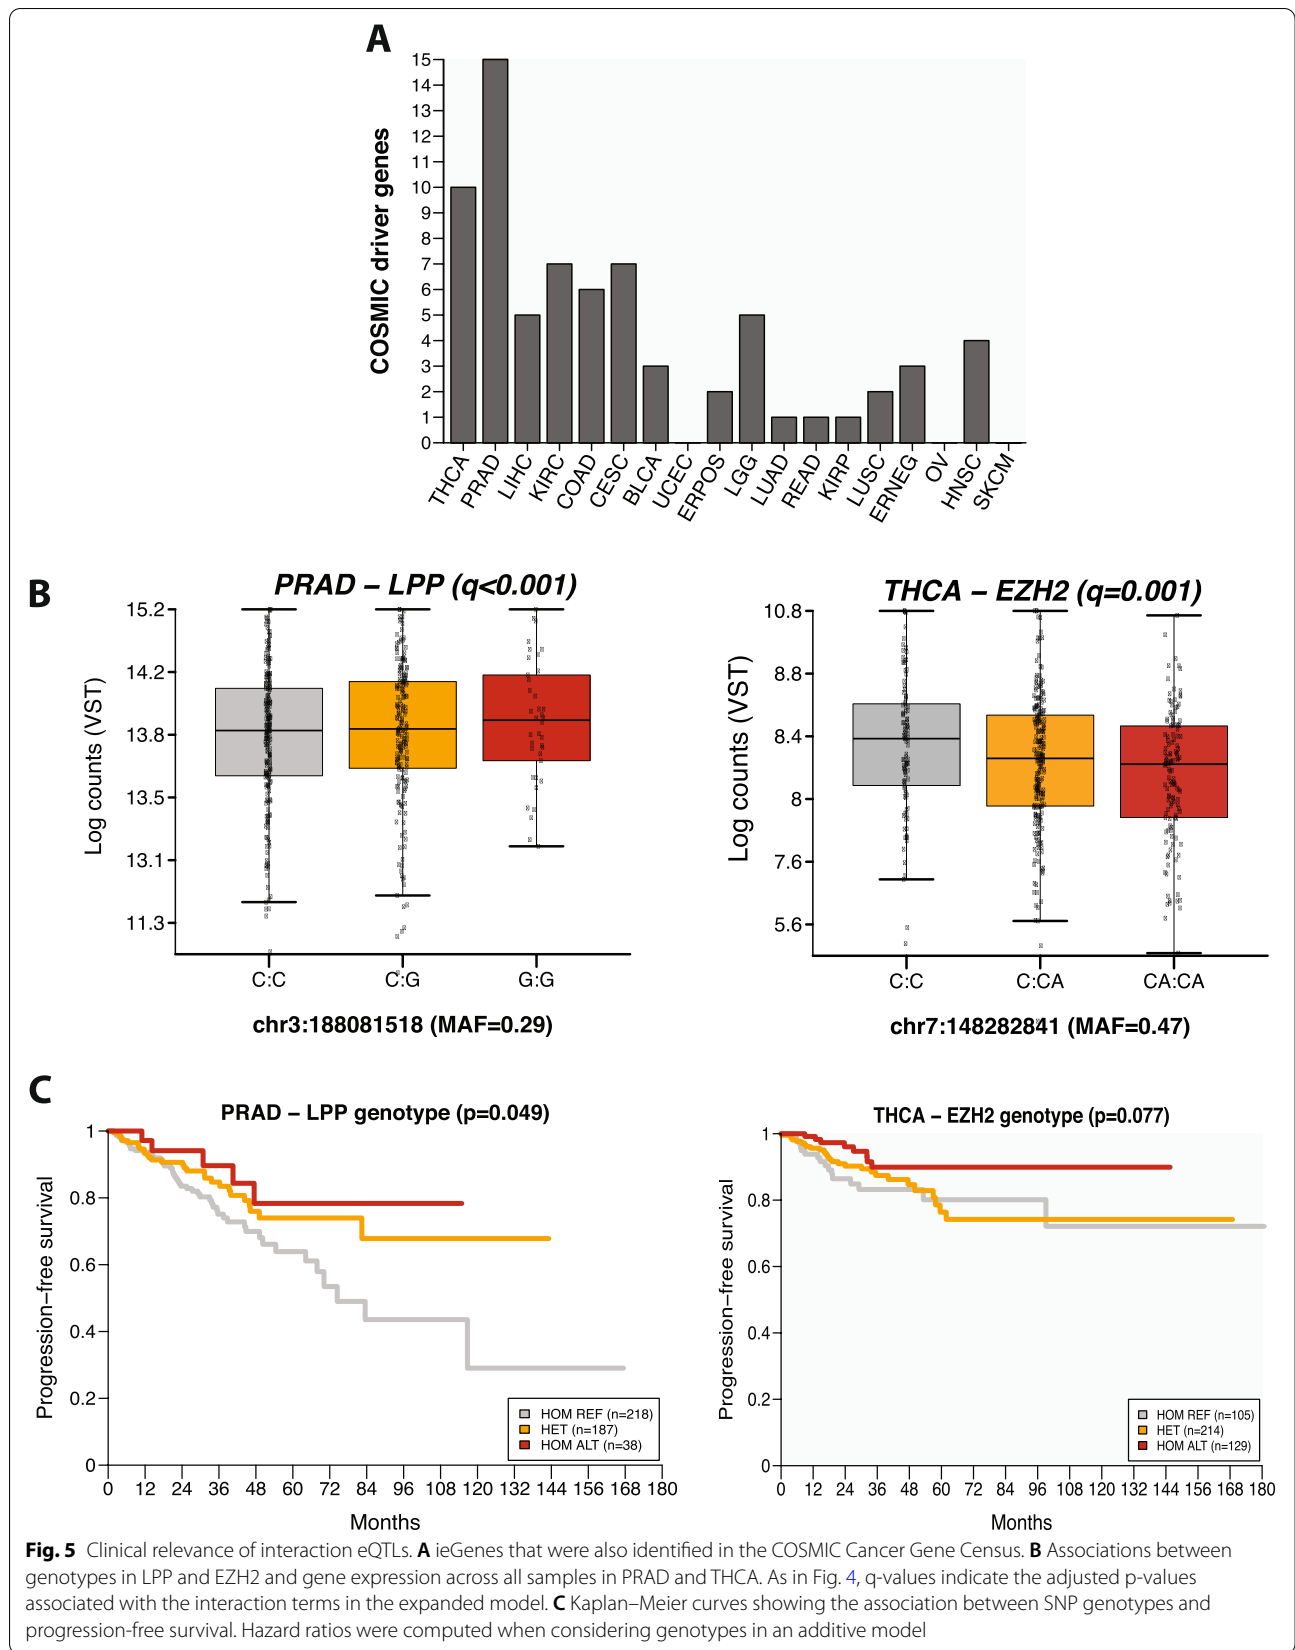 A
COSMIC driver genes
15
14
13
12
11
10
9
8
7
6
5
4
3
2
1
0
THCA
PRAD
LIHC
KIRC
COAD
CESC
BLCA
UCEC
ERPOS
LGG
LUAD
READ
KIRP
LUSC
ERNEG
OV
HNSC
SKCM
B
PRAD – LPP (q<0.001)
Log counts (VST)
15.2
14.2
13.8
13.5
13.1
11.3
C:C
C:G
G:G
chr3:188081518 (MAF=0.29)
THCA – EZH2 (q=0.001)
Log counts (VST)
10.8
8.8
8.4
8
7.6
5.6
C:C
C:CA
CA:CA
chr7:148282841 (MAF=0.47)
C
PRAD – LPP genotype (p=0.049)
Progression–free survival
1
0.8
0.6
0.4
0.2
0
HOM REF (n=218)
HET (n=187)
HOM ALT (n=38)
0 12 24 36 48 60 72 84 96 108 120 132 144 156 168 180
Months
THCA – EZH2 genotype (p=0.077)
Progression–free survival
1
0.8
0.6
0.4
0.2
0
HOM REF (n=105)
HET (n=214)
HOM ALT (n=129)
0 12 24 36 48 60 72 84 96 108 120 132 144 156 168 180
Months
Fig. 5 Clinical relevance of interaction eQTLs. A ieGenes that were also identified in the COSMIC Cancer Gene Census. B Associations between
genotypes in LPP and EZH2 and gene expression across all samples in PRAD and THCA. As in Fig. 4, q-values indicate the adjusted p-values
associated with the interaction terms in the expanded model. C Kaplan–Meier curves showing the association between SNP genotypes and
progression-free survival. Hazard ratios were computed when considering genotypes in an additive model